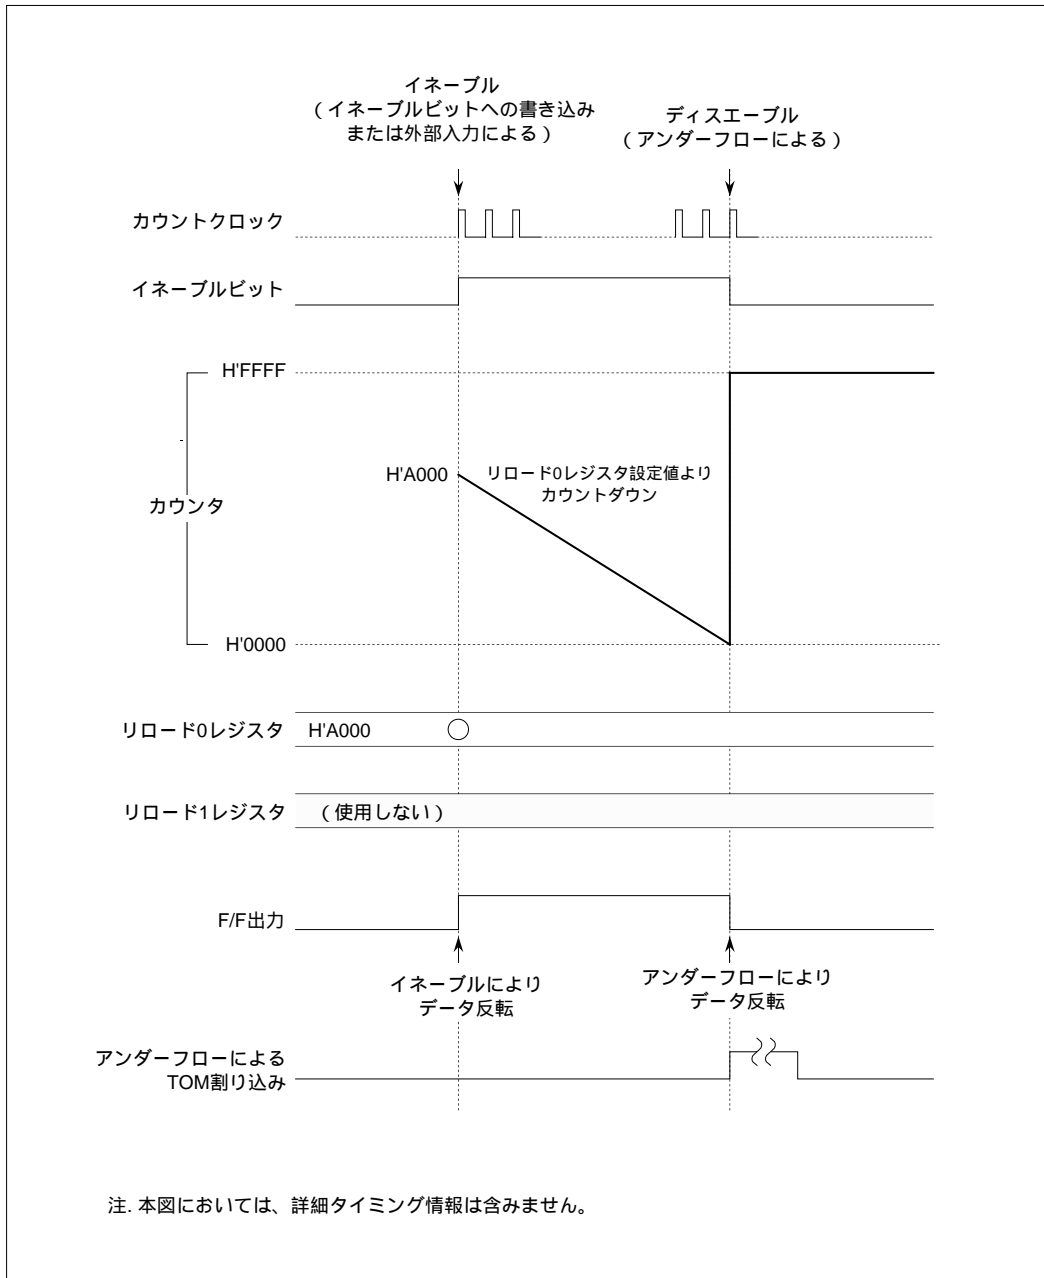 イネーブル
(イネーブルビットへの書き込み
または外部入力による)
ディスエーブル
(アンダーフローによる)
カウントクロック
イネーブルビット
H'FFFF
H'A000
リロード0レジスタ設定値より
カウントダウン
カウンタ
H'0000
リロード0レジスタ H'A000
リロード1レジスタ (使用しない)
F/F出力
イネーブルにより
データ反転
アンダーフローにより
データ反転
アンダーフローによる
TOM割り込み
注. 本図においては、詳細タイミング情報は含みません。